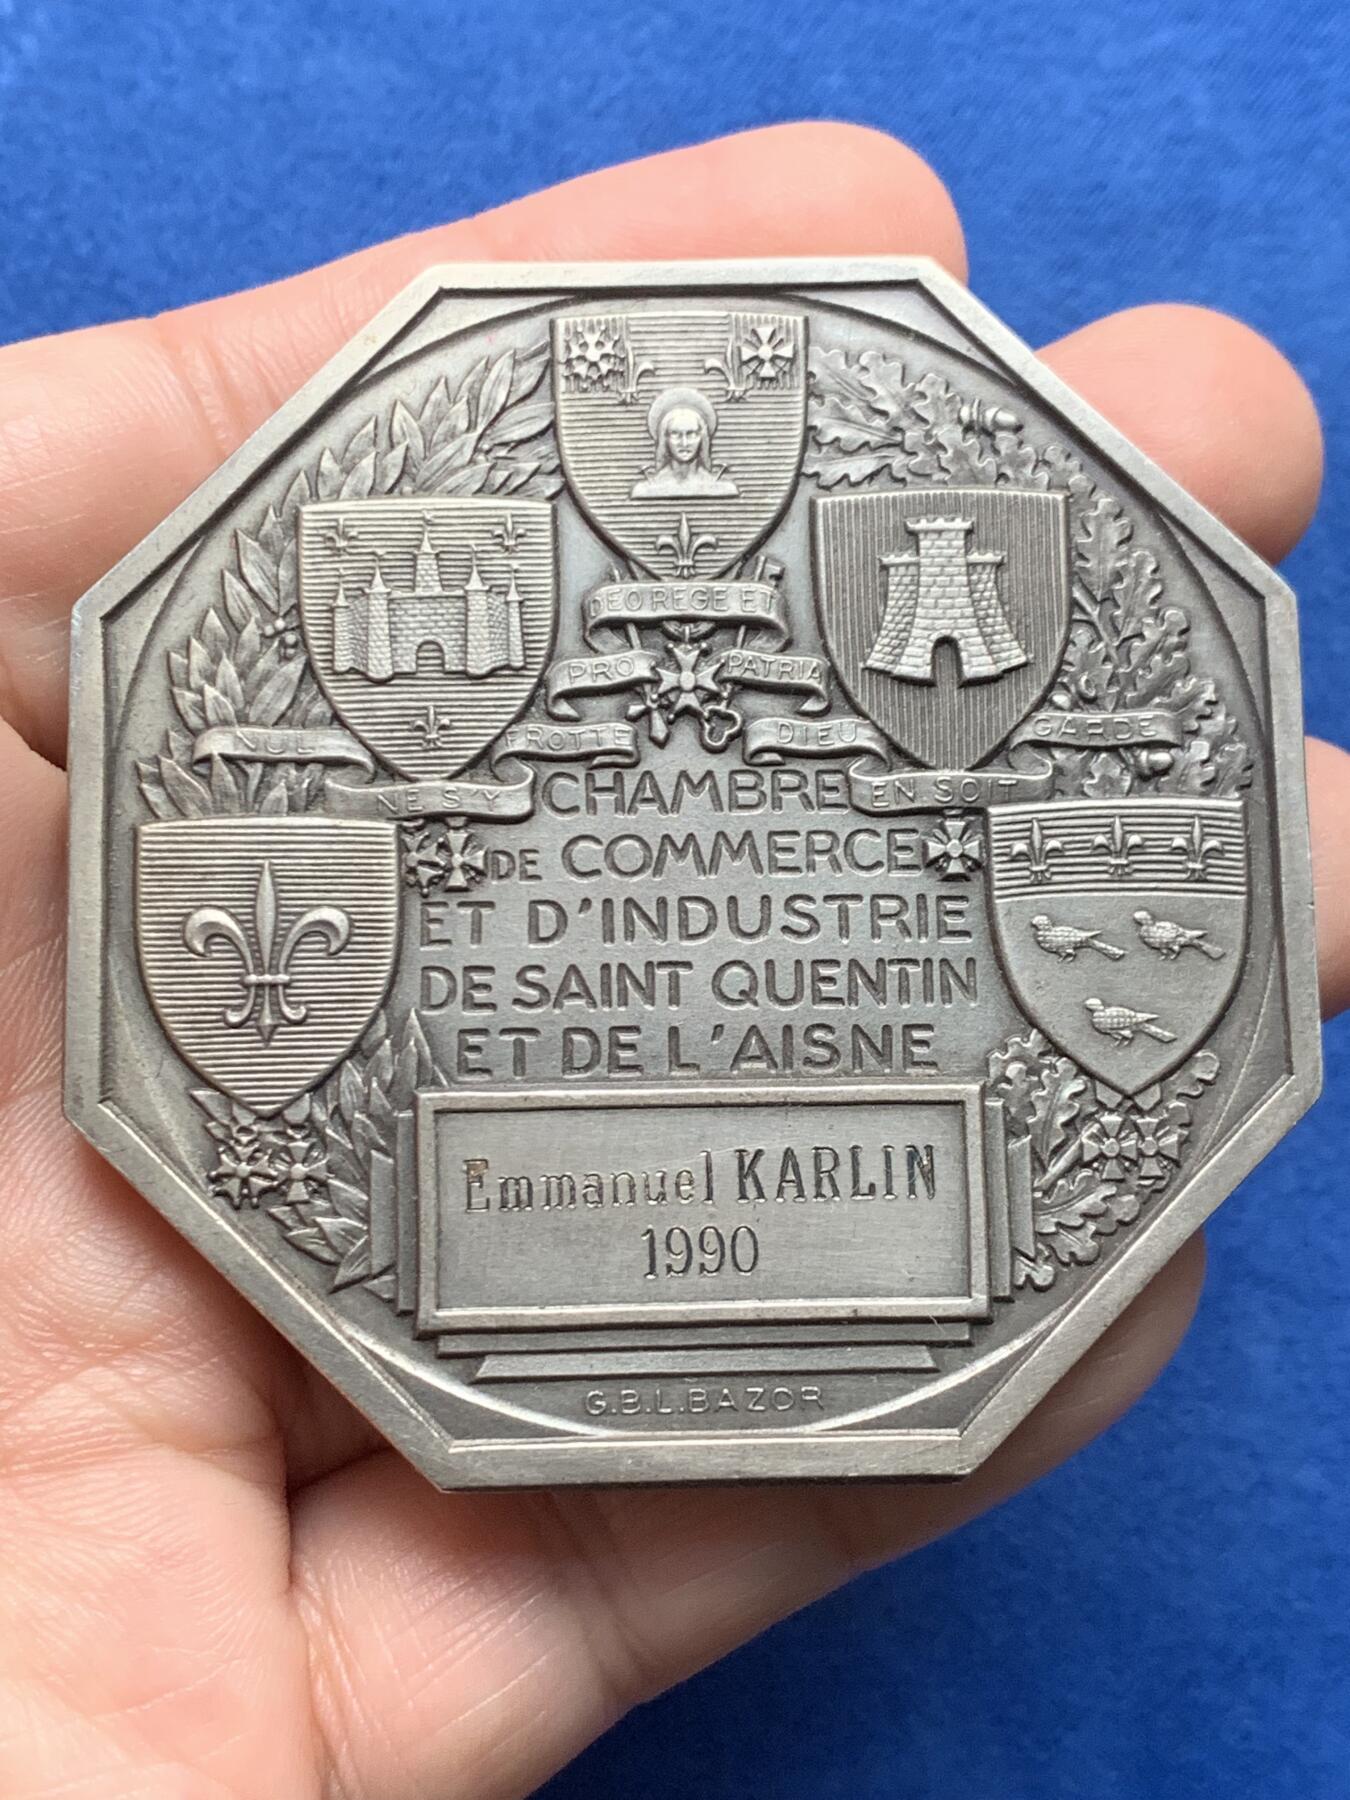 DEO REGE ET
PRO PATRIA
NUL NE S'Y FROTTE
DIEU EN SOIT GARDE
CHAMBRE
DE COMMERCE
ET D'INDUSTRIE
DE SAINT QUENTIN
ET DE L'AISNE
Emmanuel KARLIN
1990
G.B.L.BAZOR